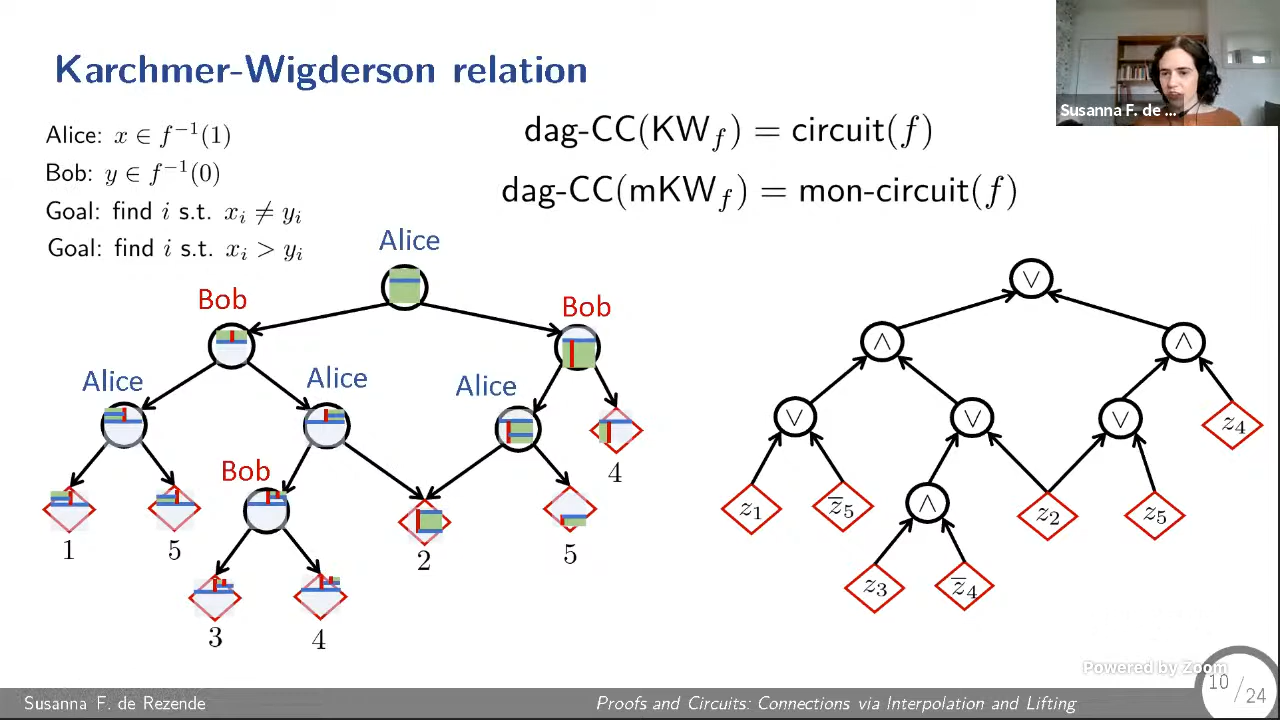 Karchmer-Wigderson relation
Susanna F. de ...
Alice: x ∈ f⁻¹(1)
Bob: y ∈ f⁻¹(0)
Goal: find i s.t. xᵢ ≠ yᵢ
Goal: find i s.t. xᵢ > yᵢ
dag-CC(KW_f) = circuit(f)
dag-CC(mKW_f) = mon-circuit(f)
Alice
Bob
Bob
Alice
Alice
Alice
Bob
4
1
5
2
5
3
4
∨
∧
∧
∨
∨
∨
z₄
z₁
z̅₅
∧
z₂
z₅
z₃
z̅₄
Powered by Zoom
Susanna F. de Rezende
Proofs and Circuits: Connections via Interpolation and Lifting
10/24